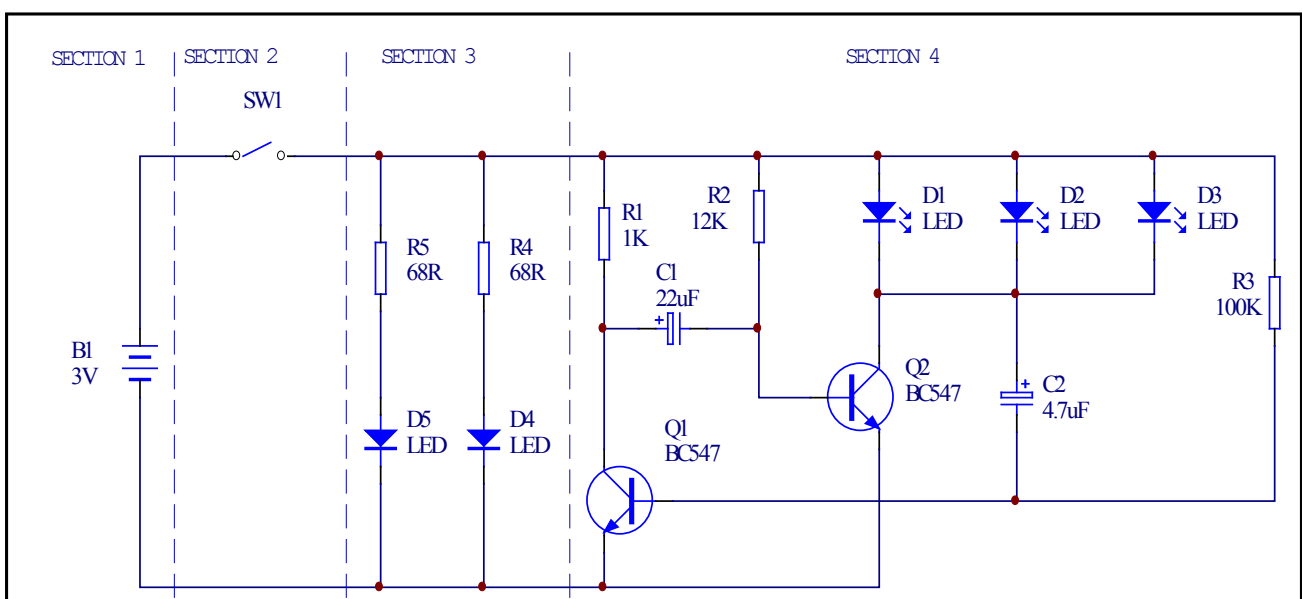 SECTION 1
SECTION 2
SECTION 3
SECTION 4
SW1
R1
1K
R2
12K
D1
LED
D2
LED
D3
LED
R5
68R
R4
68R
C1
22uF
+
R3
100K
B1
3V
D5
LED
D4
LED
Q1
BC547
Q2
BC547
+
C2
4.7uF